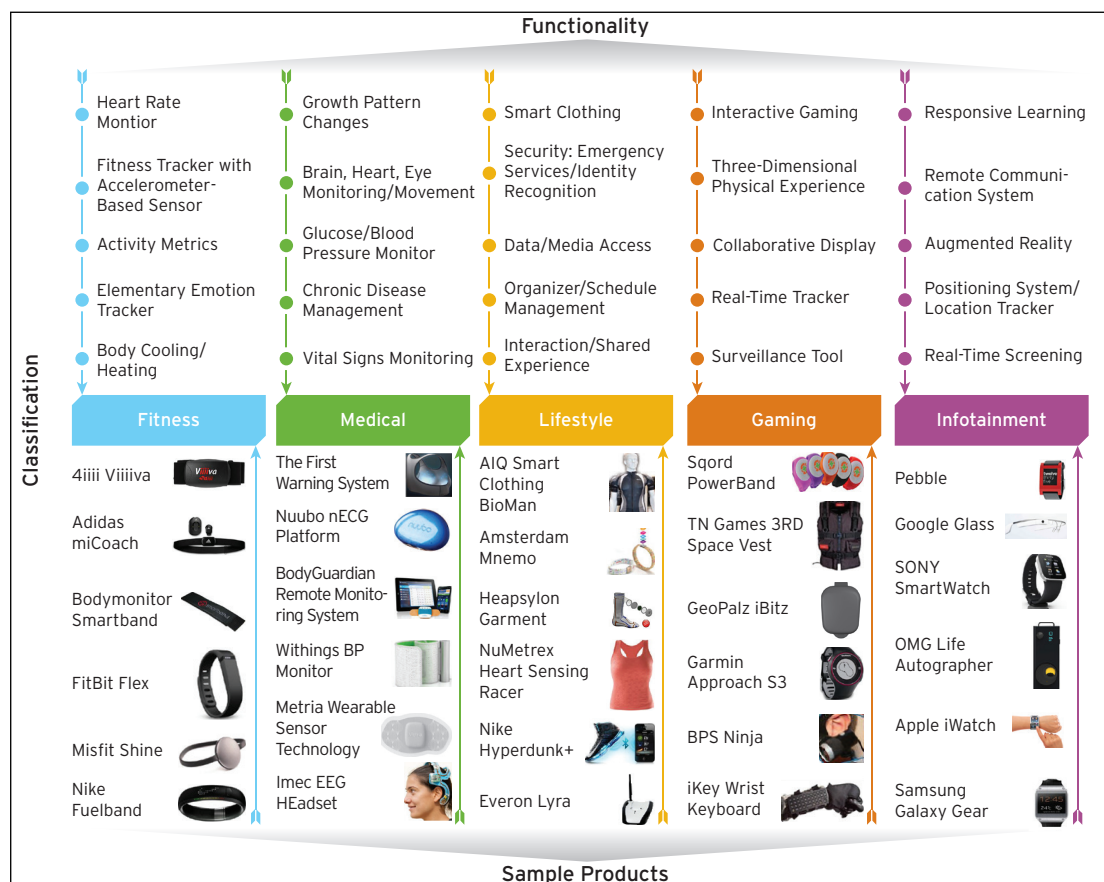 Functionality
Heart Rate
Montior
Fitness Tracker with
Accelerometer-
Based Sensor
Activity Metrics
Elementary Emotion
Tracker
Body Cooling/
Heating
Growth Pattern
Changes
Brain, Heart, Eye
Monitoring/Movement
Glucose/Blood
Pressure Monitor
Chronic Disease
Management
Vital Signs Monitoring
Smart Clothing
Security: Emergency
Services/Identity
Recognition
Data/Media Access
Organizer/Schedule
Management
Interaction/Shared
Experience
Interactive Gaming
Three-Dimensional
Physical Experience
Collaborative Display
Real-Time Tracker
Surveillance Tool
Responsive Learning
Remote Communi-
cation System
Augmented Reality
Positioning System/
Location Tracker
Real-Time Screening
Classification
Fitness
Medical
Lifestyle
Gaming
Infotainment
4iiii Viiiiva
Viiiiva
Adidas
miCoach
Bodymonitor
Smartband
FitBit Flex
Misfit Shine
Nike
Fuelband
The First
Warning System
Nuubo nECG
Platform
nuubo
BodyGuardian
Remote Monito-
ring System
Withings BP
Monitor
Metria Wearable
Sensor
Technology
Imec EEG
HEadset
AIQ Smart
Clothing
BioMan
Amsterdam
Mnemo
Heapsylon
Garment
NuMetrex
Heart Sensing
Racer
Nike
Hyperdunk+
Everon Lyra
Sqord
PowerBand
TN Games 3RD
Space Vest
GeoPalz iBitz
Garmin
Approach S3
BPS Ninja
iKey Wrist
Keyboard
Pebble
Google Glass
SONY
SmartWatch
OMG Life
Autographer
Apple iWatch
Samsung
Galaxy Gear
12:45
Sample Products